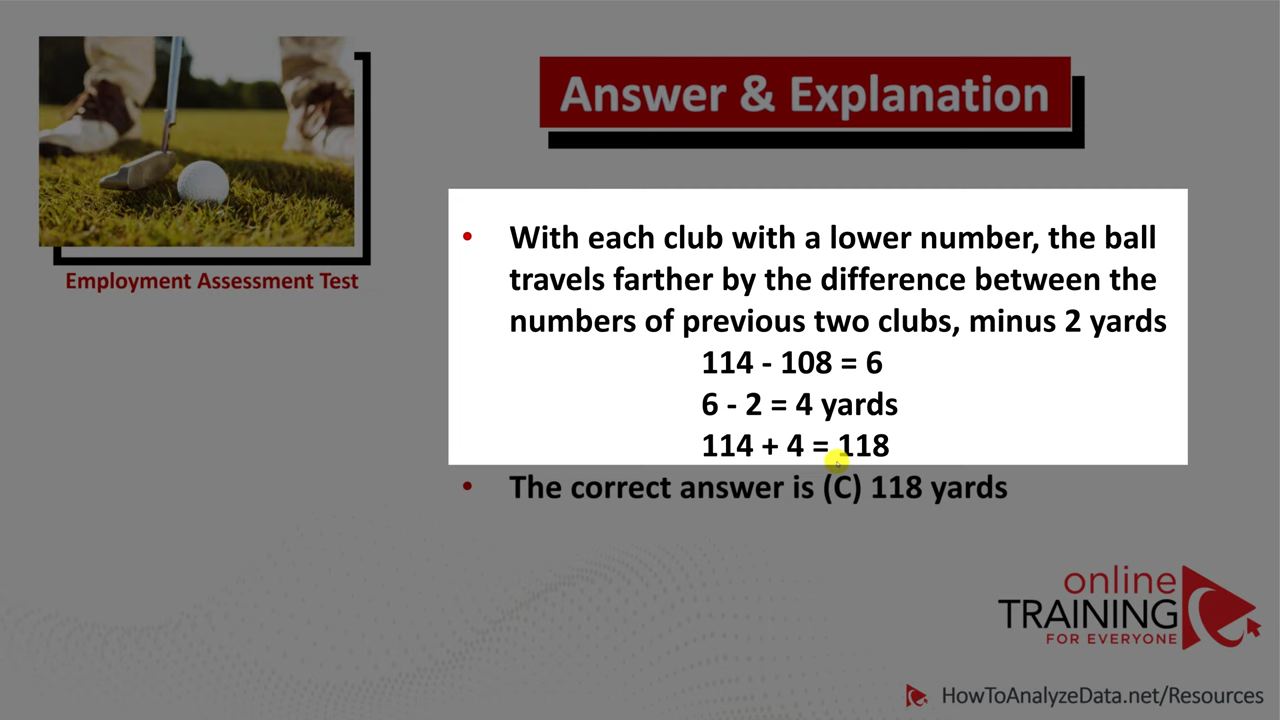 Answer & Explanation
Employment Assessment Test
• With each club with a lower number, the ball
travels farther by the difference between the
numbers of previous two clubs, minus 2 yards
114 - 108 = 6
6 - 2 = 4 yards
114 + 4 = 118
• The correct answer is (C) 118 yards
online
TRAINING
FOR EVERYONE
HowToAnalyzeData.net/Resources